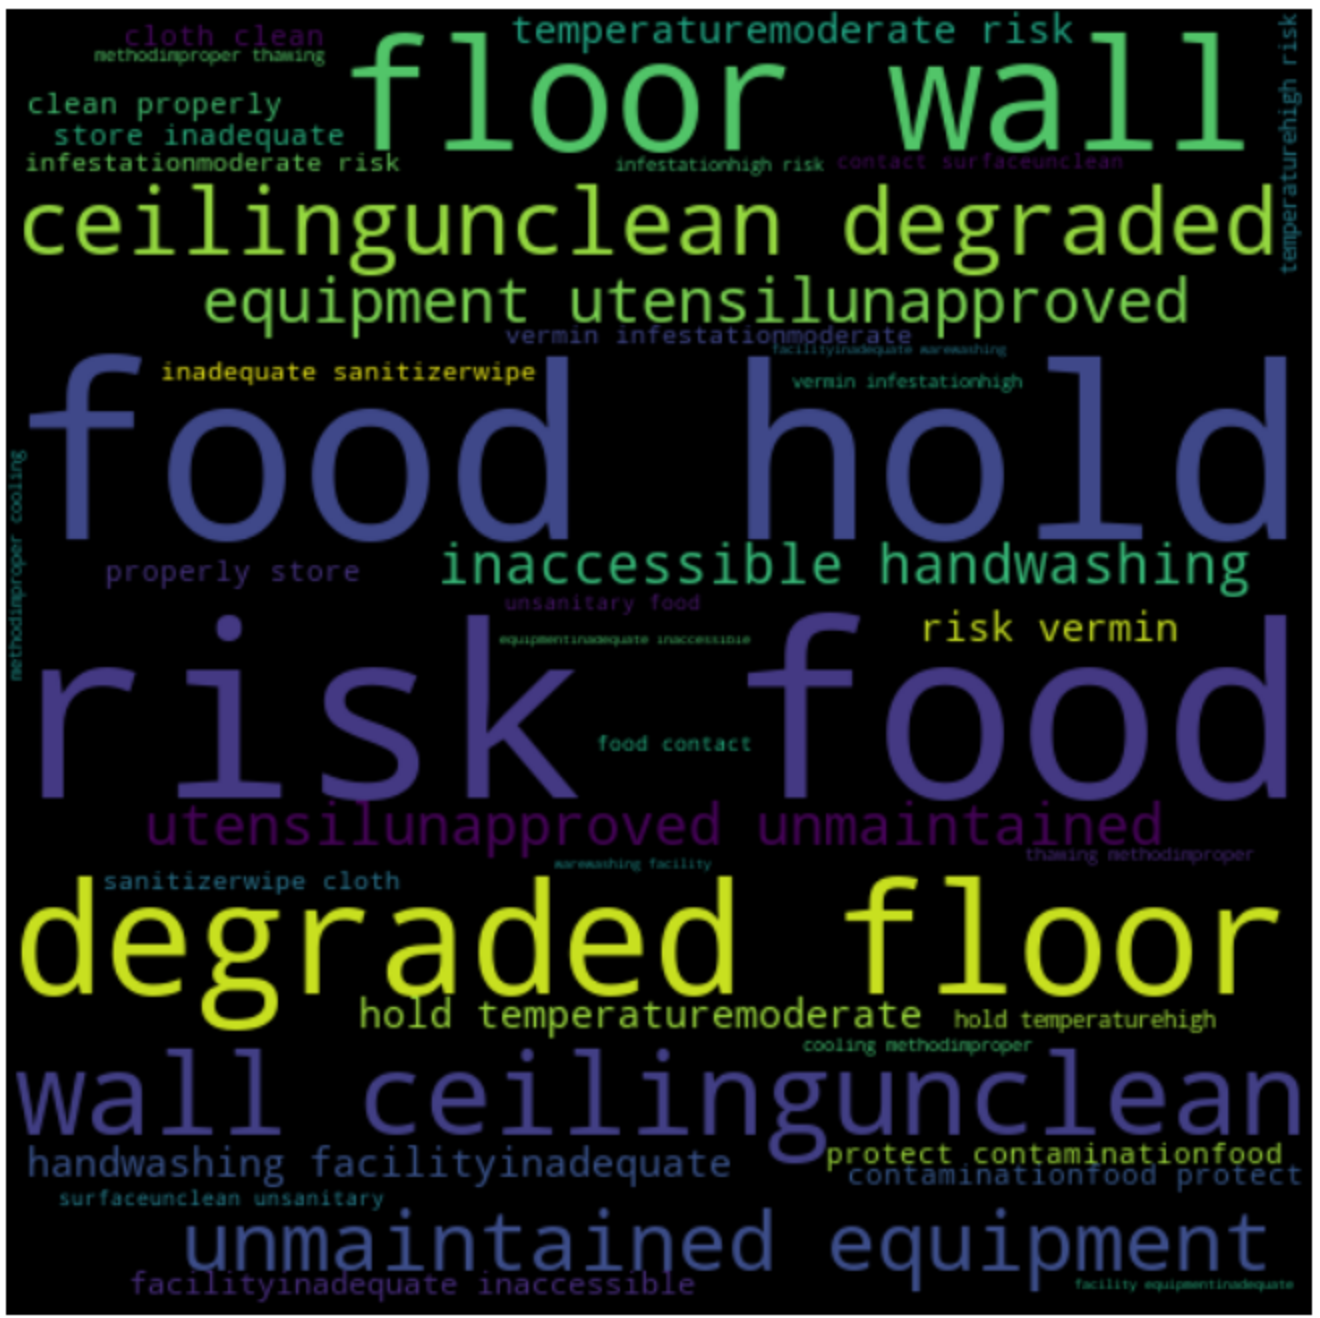 cloth clean
temperaturemoderate risk
methodimproper thawing
floor wall
temperaturehigh risk
clean properly
store inadequate
infestationmoderate risk
infestationhigh risk
contact surfaceunclean
ceilingunclean degraded
equipment utensilunapproved
vermin infestationmoderate
facilityinadequate warewashing
inadequate sanitizerwipe
vermin infestationhigh
food hold
methodimproper cooling
properly store
inaccessible handwashing
unsanitary food
equipmentinadequate inaccessible
risk vermin
risk food
food contact
utensilunapproved unmaintained
thawing methodimproper
warewashing facility
sanitizerwipe cloth
degraded floor
hold temperaturemoderate
hold temperaturehigh
cooling methodimproper
wall ceilingunclean
protect contaminationfood
handwashing facilityinadequate
contaminationfood protect
surfaceunclean unsanitary
unmaintained equipment
facilityinadequate inaccessible
facility equipmentinadequate